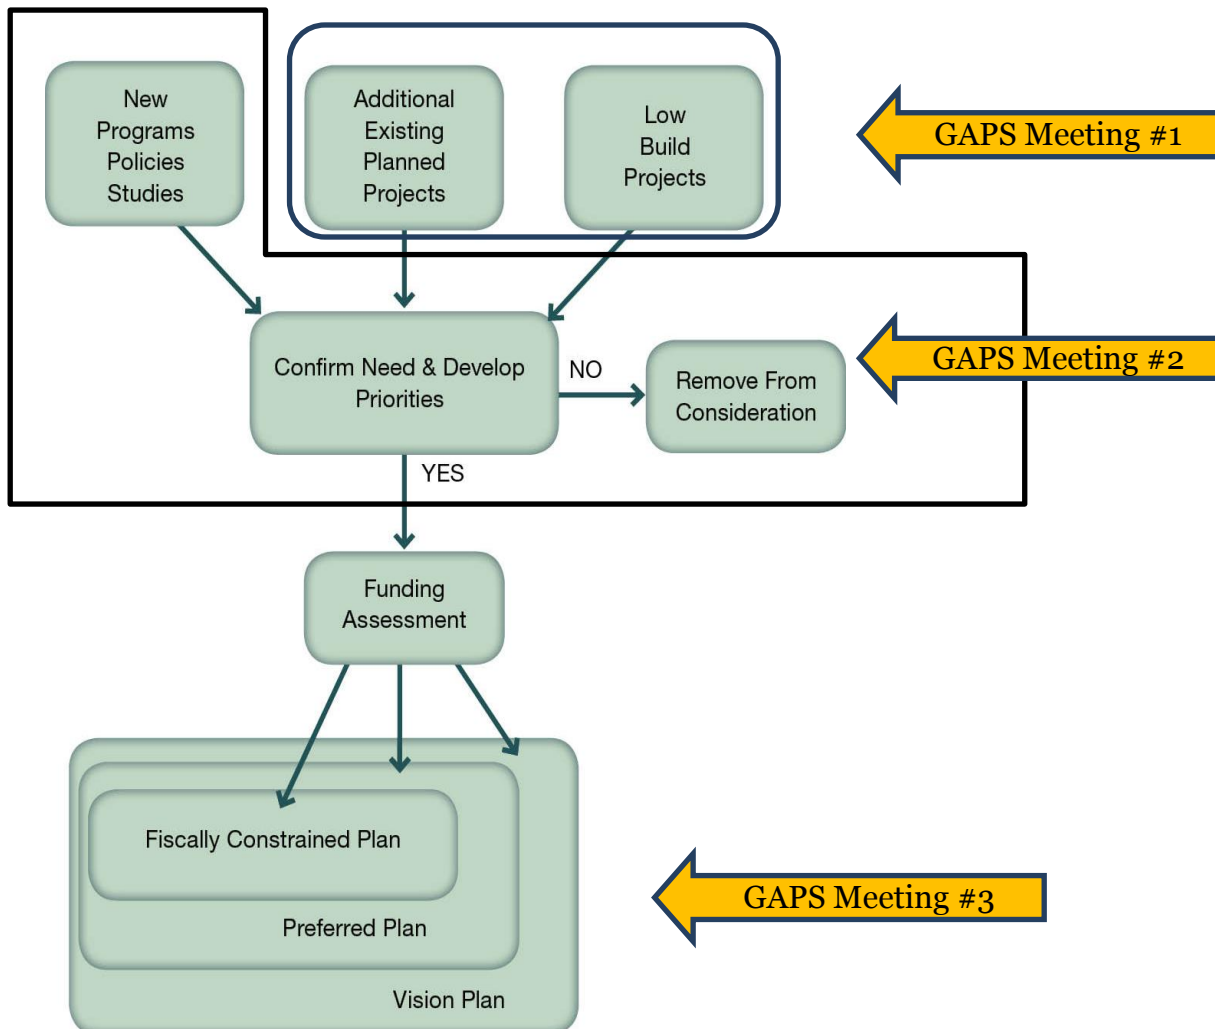 New
Programs
Policies
Studies
Additional
Existing
Planned
Projects
Low
Build
Projects
GAPS Meeting #1
Confirm Need & Develop
Priorities
NO
Remove From
Consideration
GAPS Meeting #2
YES
Funding
Assessment
Fiscally Constrained Plan
Preferred Plan
Vision Plan
GAPS Meeting #3